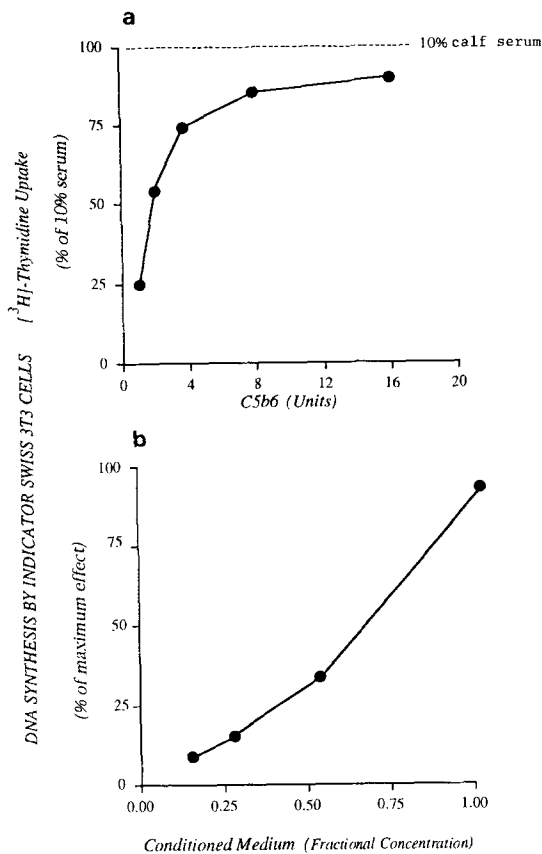 a
100
10% calf serum
75
50
25
0
0 4 8 12 16 20
C5b6 (Units)
[³H]-Thymidine Uptake
(% of 10% serum)
DNA SYNTHESIS BY INDICATOR SWISS 3T3 CELLS
b
100
75
50
25
0
0.00 0.25 0.50 0.75 1.00
(% of maximum effect)
Conditioned Medium (Fractional Concentration)